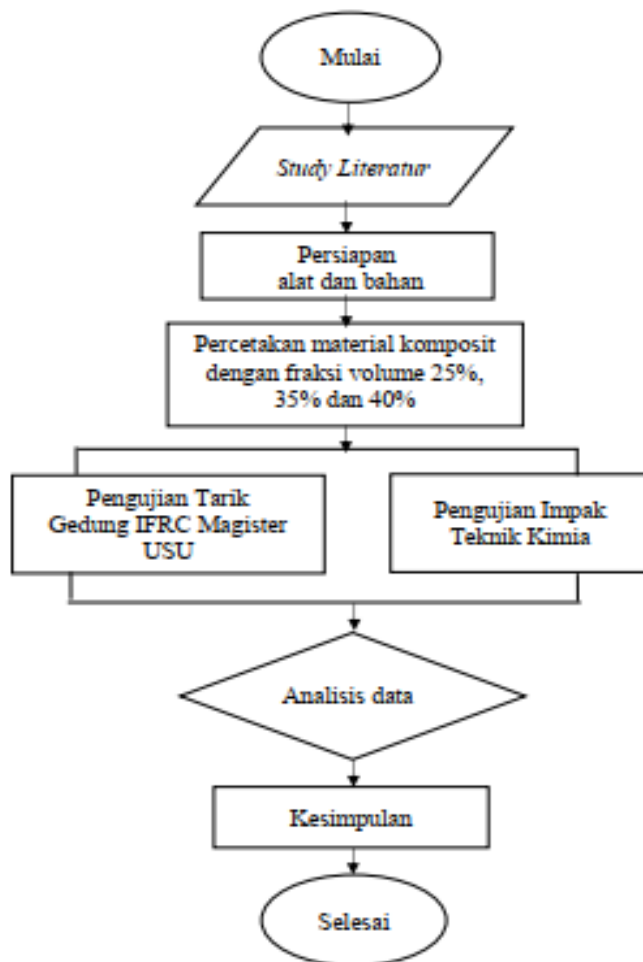 Mulai
Study Literatur
Persiapan
alat dan bahan
Percetakan material komposit
dengan fraksi volume 25%,
35% dan 40%
Pengujian Tarik
Gedung IFRC Magister
USU
Pengujian Impak
Teknik Kimia
Analisis data
Kesimpulan
Selesai